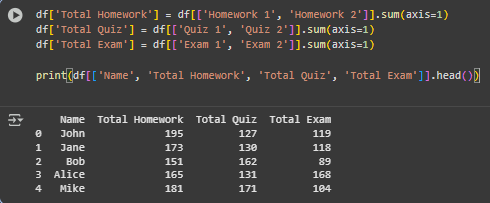 df['Total Homework'] = df[['Homework 1', 'Homework 2']].sum(axis=1)
df['Total Quiz'] = df[['Quiz 1', 'Quiz 2']].sum(axis=1)
df['Total Exam'] = df[['Exam 1', 'Exam 2']].sum(axis=1)
print(df[['Name', 'Total Homework', 'Total Quiz', 'Total Exam']].head())
Name Total Homework Total Quiz Total Exam
0 John 195 127 119
1 Jane 173 130 118
2 Bob 151 162 89
3 Alice 165 131 168
4 Mike 181 171 104